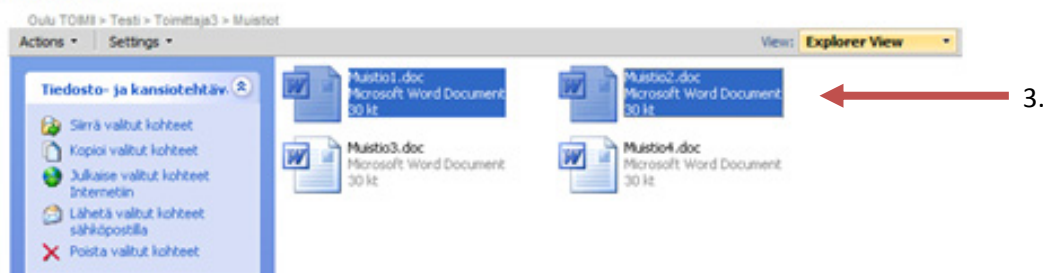 Oulu TOIMII > Testi > Toimittaja3 > Muistiot
Actions Settings View: Explorer View
Tiedosto- ja kansiotehtäv.
Siirrä valitut kohteet
Kopioi valitut kohteet
Julkaise valitut kohteet
Internetiin
Lähetä valitut kohteet
sähköpostilla
Poista valitut kohteet
Muistio1.doc
Microsoft Word Document
30 kt
Muistio2.doc
Microsoft Word Document
30 kt
3.
Muistio3.doc
Microsoft Word Document
30 kt
Muistio4.doc
Microsoft Word Document
30 kt